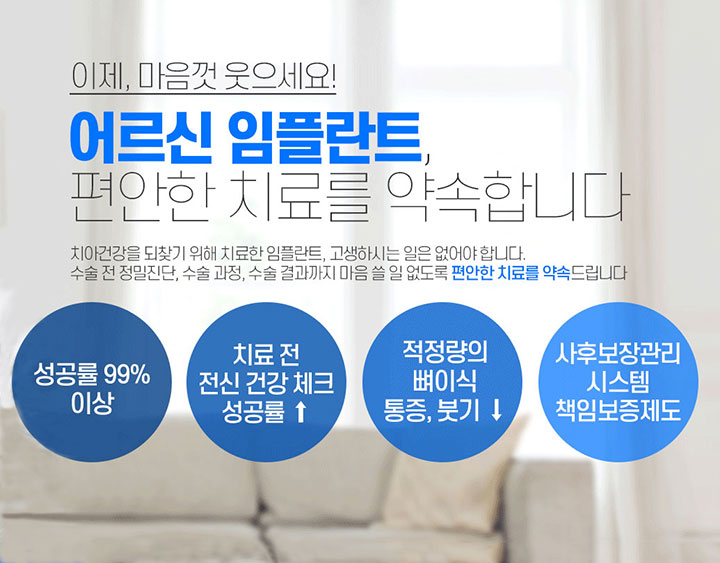 이제, 마음껏 웃으세요!
어르신 임플란트,
편안한 치료를 약속합니다
치아건강을 되찾기 위해 치료한 임플란트, 고생하시는 일은 없어야 합니다.
수술 전 정밀진단, 수술 과정, 수술 결과까지 마음 쓸 일 없도록 편안한 치료를 약속드립니다
성공률 99%
이상
치료 전
전신 건강 체크
성공률 ↑
적정량의
뼈이식
통증, 붓기 ↓
사후보장관리
시스템
책임보증제도